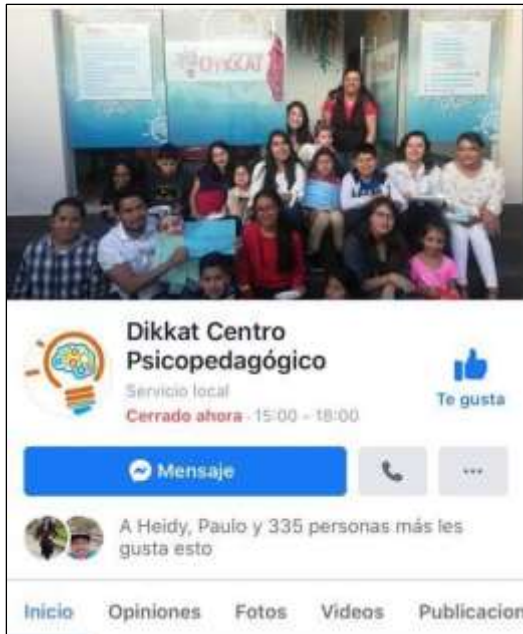 DYKKAT
Dikkat Centro
Psicopedagógico
Servicio local
Cerrado ahora · 15:00 - 18:00
Te gusta
Mensaje
A Heidy, Paulo y 335 personas más les
gusta esto
Inicio Opiniones Fotos Videos Publicacion